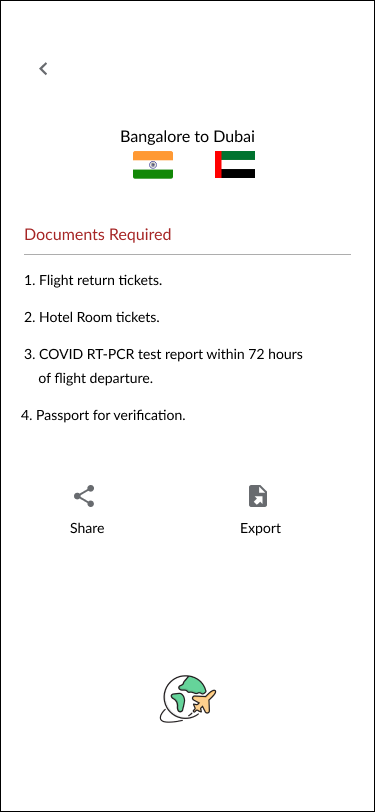 Bangalore to Dubai
Documents Required
1. Flight return tickets.
2. Hotel Room tickets.
3. COVID RT-PCR test report within 72 hours
of flight departure.
4. Passport for verification.
Share
Export